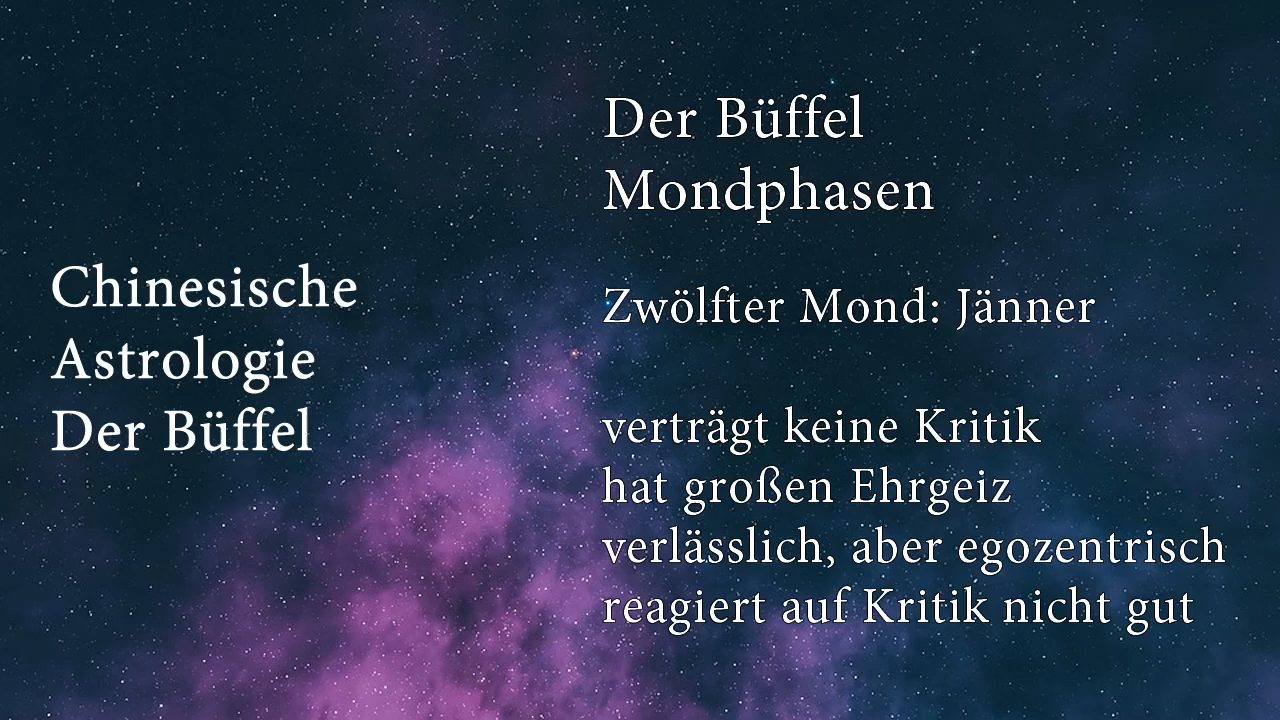 Chinesische
Astrologie
Der Büffel
Der Büffel
Mondphasen
Zwölfter Mond: Jänner
verträgt keine Kritik
hat großen Ehrgeiz
verlässlich, aber egozentrisch
reagiert auf Kritik nicht gut